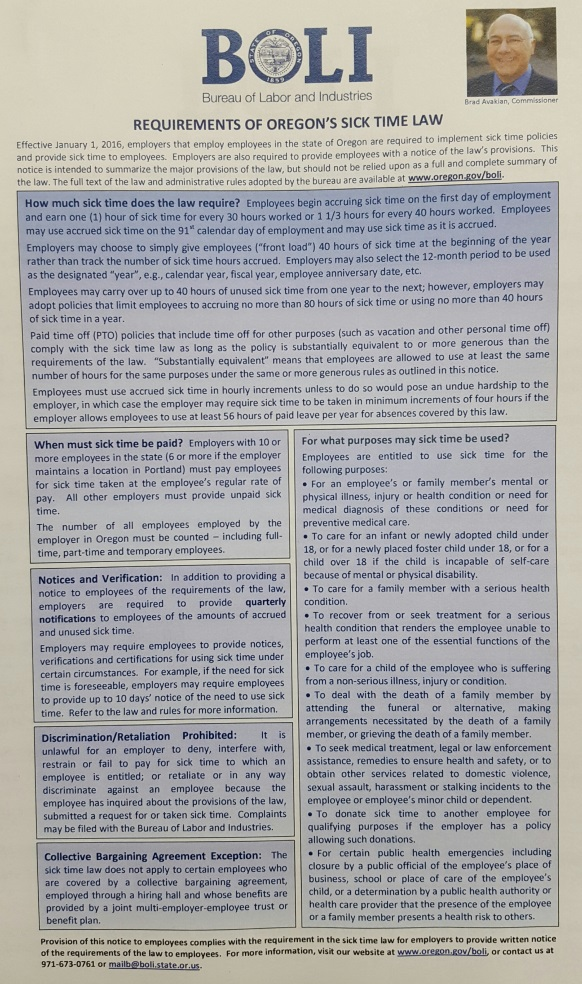 BOLI
STATE OF OREGON
1859
Bureau of Labor and Industries
Brad Avakian, Commissioner
REQUIREMENTS OF OREGON'S SICK TIME LAW
Effective January 1, 2016, employers that employ employees in the state of Oregon are required to implement sick time policies
and provide sick time to employees. Employers are also required to provide employees with a notice of the law's provisions. This
notice is intended to summarize the major provisions of the law, but should not be relied upon as a full and complete summary of
the law. The full text of the law and administrative rules adopted by the bureau are available at www.oregon.gov/boli.
How much sick time does the law require? Employees begin accruing sick time on the first day of employment
and earn one (1) hour of sick time for every 30 hours worked or 1 1/3 hours for every 40 hours worked. Employees
may use accrued sick time on the 91st calendar day of employment and may use sick time as it is accrued.
Employers may choose to simply give employees ("front load") 40 hours of sick time at the beginning of the year
rather than track the number of sick time hours accrued. Employers may also select the 12-month period to be used
as the designated "year", e.g., calendar year, fiscal year, employee anniversary date, etc.
Employees may carry over up to 40 hours of unused sick time from one year to the next; however, employers may
adopt policies that limit employees to accruing no more than 80 hours of sick time or using no more than 40 hours
of sick time in a year.
Paid time off (PTO) policies that include time off for other purposes (such as vacation and other personal time off)
comply with the sick time law as long as the policy is substantially equivalent to or more generous than the
requirements of the law. "Substantially equivalent" means that employees are allowed to use at least the same
number of hours for the same purposes under the same or more generous rules as outlined in this notice.
Employees must use accrued sick time in hourly increments unless to do so would pose an undue hardship to the
employer, in which case the employer may require sick time to be taken in minimum increments of four hours if the
employer allows employees to use at least 56 hours of paid leave per year for absences covered by this law.
When must sick time be paid? Employers with 10 or
more employees in the state (6 or more if the employer
maintains a location in Portland) must pay employees
for sick time taken at the employee's regular rate of
pay. All other employers must provide unpaid sick
time.
The number of all employees employed by the
employer in Oregon must be counted – including full-
time, part-time and temporary employees.
Notices and Verification: In addition to providing a
notice to employees of the requirements of the law,
employers are required to provide quarterly
notifications to employees of the amounts of accrued
and unused sick time.
Employers may require employees to provide notices,
verifications and certifications for using sick time under
certain circumstances. For example, if the need for sick
time is foreseeable, employers may require employees
to provide up to 10 days' notice of the need to use sick
time. Refer to the law and rules for more information.
Discrimination/Retaliation Prohibited: It is
unlawful for an employer to deny, interfere with,
restrain or fail to pay for sick time to which an
employee is entitled; or retaliate or in any way
discriminate against an employee because the
employee has inquired about the provisions of the law,
submitted a request for or taken sick time. Complaints
may be filed with the Bureau of Labor and Industries.
Collective Bargaining Agreement Exception: The
sick time law does not apply to certain employees who
are covered by a collective bargaining agreement,
employed through a hiring hall and whose benefits are
provided by a joint multi-employer-employee trust or
benefit plan.
For what purposes may sick time be used?
Employees are entitled to use sick time for the
following purposes:
• For an employee's or family member's mental or
physical illness, injury or health condition or need for
medical diagnosis of these conditions or need for
preventive medical care.
• To care for an infant or newly adopted child under
18, or for a newly placed foster child under 18, or for a
child over 18 if the child is incapable of self-care
because of mental or physical disability.
• To care for a family member with a serious health
condition.
• To recover from or seek treatment for a serious
health condition that renders the employee unable to
perform at least one of the essential functions of the
employee's job.
• To care for a child of the employee who is suffering
from a non-serious illness, injury or condition.
• To deal with the death of a family member by
attending the funeral or alternative, making
arrangements necessitated by the death of a family
member, or grieving the death of a family member.
• To seek medical treatment, legal or law enforcement
assistance, remedies to ensure health and safety, or to
obtain other services related to domestic violence,
sexual assault, harassment or stalking incidents to the
employee or employee's minor child or dependent.
• To donate sick time to another employee for
qualifying purposes if the employer has a policy
allowing such donations.
• For certain public health emergencies including
closure by a public official of the employee's place of
business, school or place of care of the employee's
child, or a determination by a public health authority or
health care provider that the presence of the employee
or a family member presents a health risk to others.
Provision of this notice to employees complies with the requirement in the sick time law for employers to provide written notice
of the requirements of the law to employees. For more information, visit our website at www.oregon.gov/boli, or contact us at
971-673-0761 or mailb@boli.state.or.us.